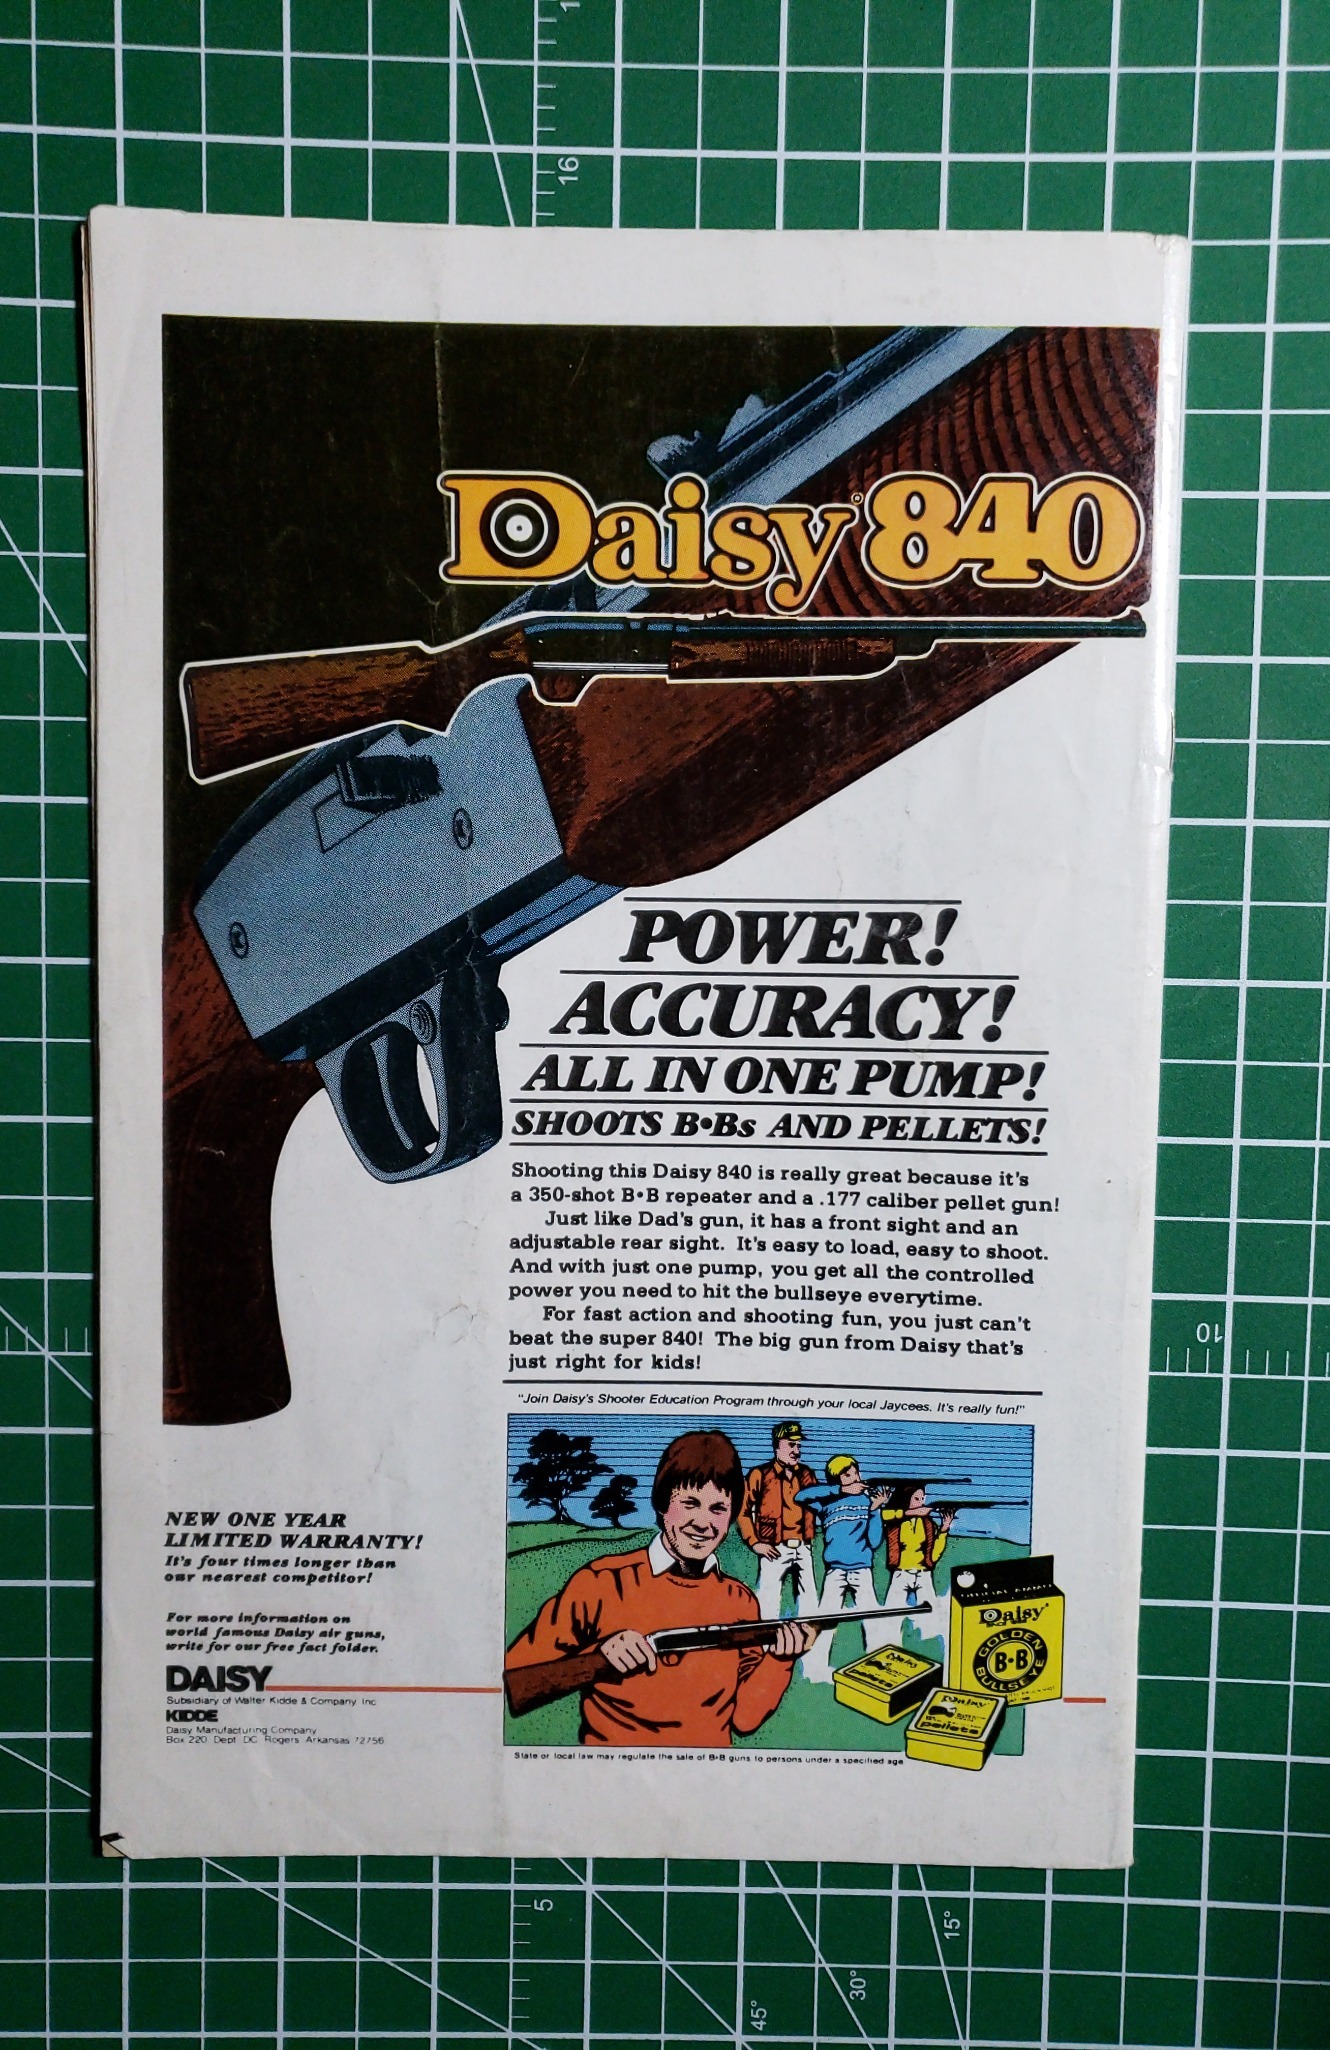 16
Daisy® 840
POWER!
ACCURACY!
ALL IN ONE PUMP!
SHOOTS B•Bs AND PELLETS!
Shooting this Daisy 840 is really great because it's
a 350-shot B•B repeater and a .177 caliber pellet gun!
Just like Dad's gun, it has a front sight and an
adjustable rear sight. It's easy to load, easy to shoot.
And with just one pump, you get all the controlled
power you need to hit the bullseye everytime.
For fast action and shooting fun, you just can't
beat the super 840! The big gun from Daisy that's
just right for kids!
"Join Daisy's Shooter Education Program through your local Jaycees. It's really fun!"
NEW ONE YEAR
LIMITED WARRANTY!
It's four times longer than
our nearest competitor!
For more information on
world famous Daisy air guns,
write for our free fact folder.
DAISY
Subsidiary of Walter Kidde & Company Inc
KIDDE
Daisy Manufacturing Company
Box 220 Dept DC Rogers Arkansas 72756
Daisy®
GOLDEN
B•B
BULLSEYE
Daisy
pellets
Daisy
pellets
State or local law may regulate the sale of B•B guns to persons under a specified age
10
5
15°
30°
45°